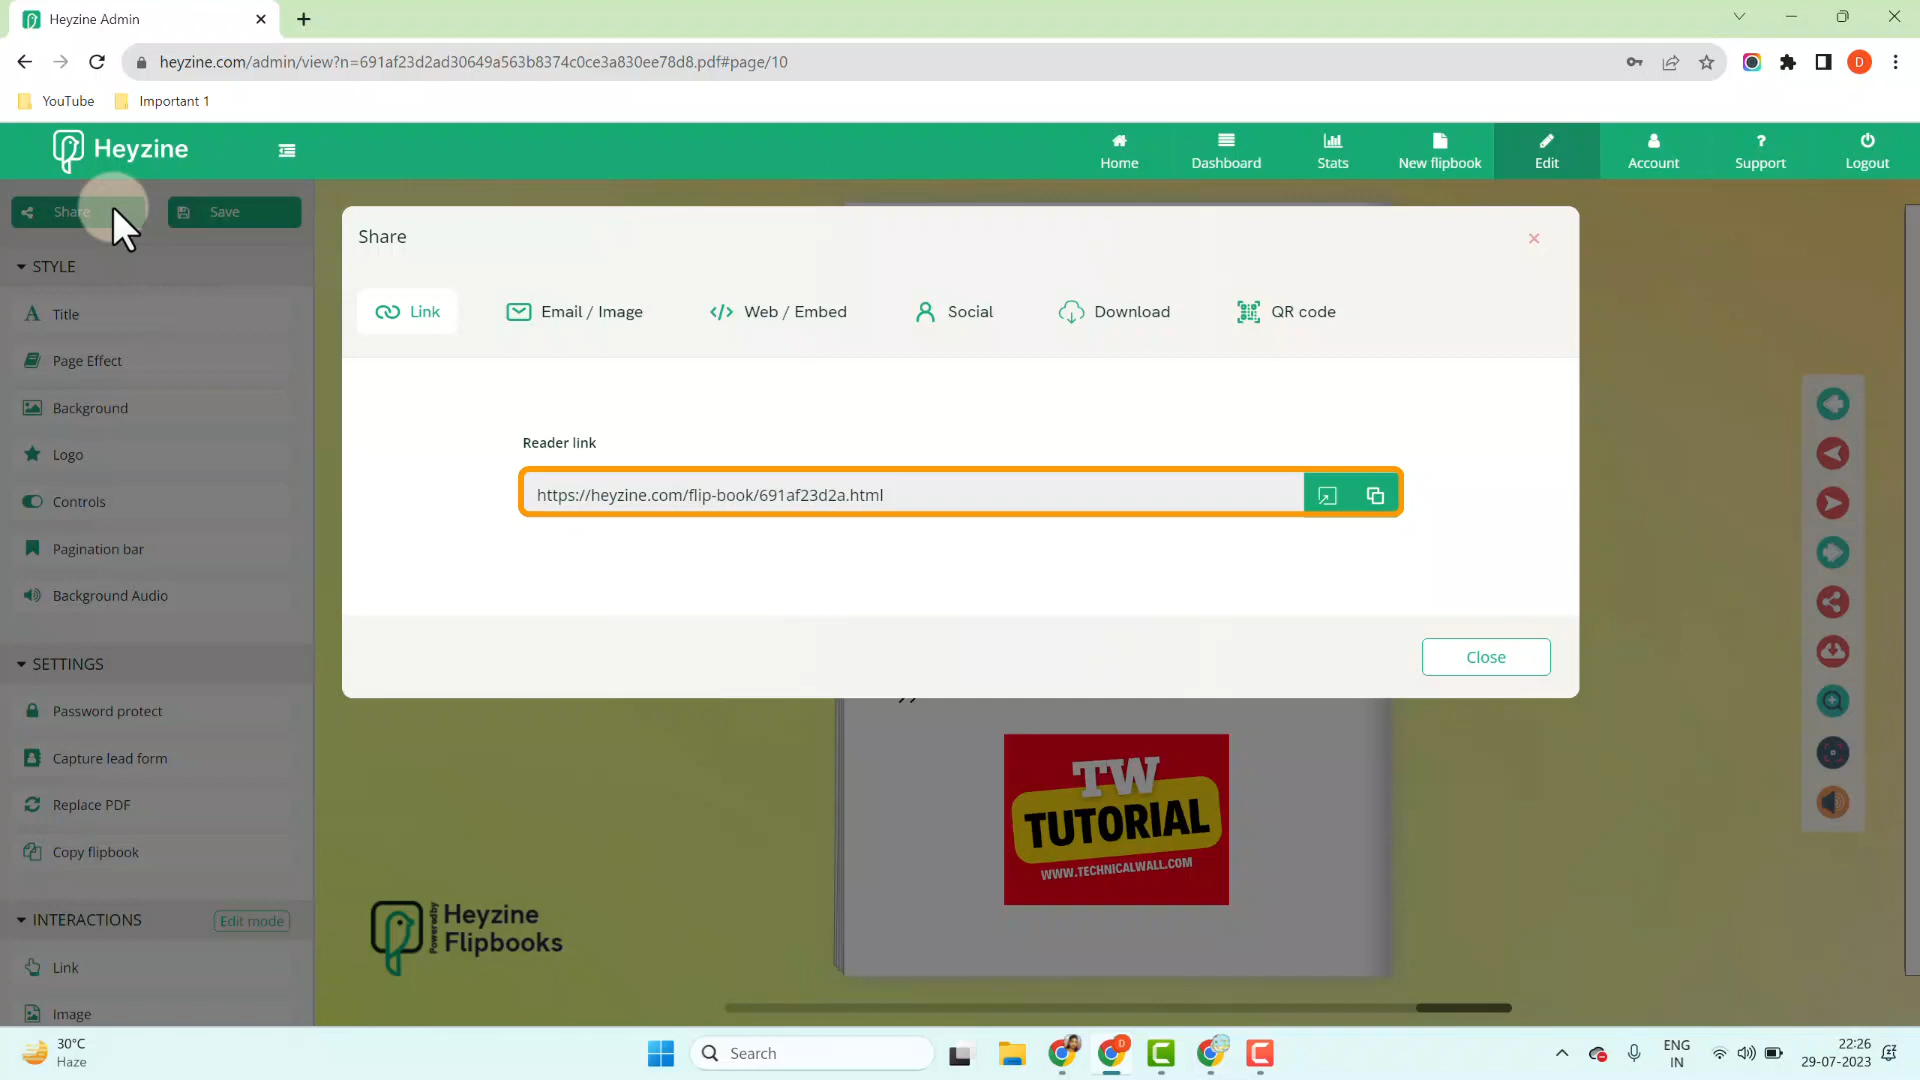 Heyzine Admin
heyzine.com/admin/view?n=691af23d2ad30649a563b8374c0ce3a830ee78d8.pdf#page/10
D
YouTube
Important 1
Heyzine
Home
Dashboard
Stats
New flipbook
Edit
Account
Support
Logout
Share
Save
STYLE
Title
Page Effect
Background
Logo
Controls
Pagination bar
Background Audio
SETTINGS
Password protect
Capture lead form
Replace PDF
Copy flipbook
INTERACTIONS
Edit mode
Link
Image
Share
Link
Email / Image
Web / Embed
Social
Download
QR code
Reader link
https://heyzine.com/flip-book/691af23d2a.html
Close
TW
TUTORIAL
WWW.TECHNICALWALL.COM
Powered by
Heyzine
Flipbooks
30°C
Haze
Search
D
ENG
IN
22:26
29-07-2023